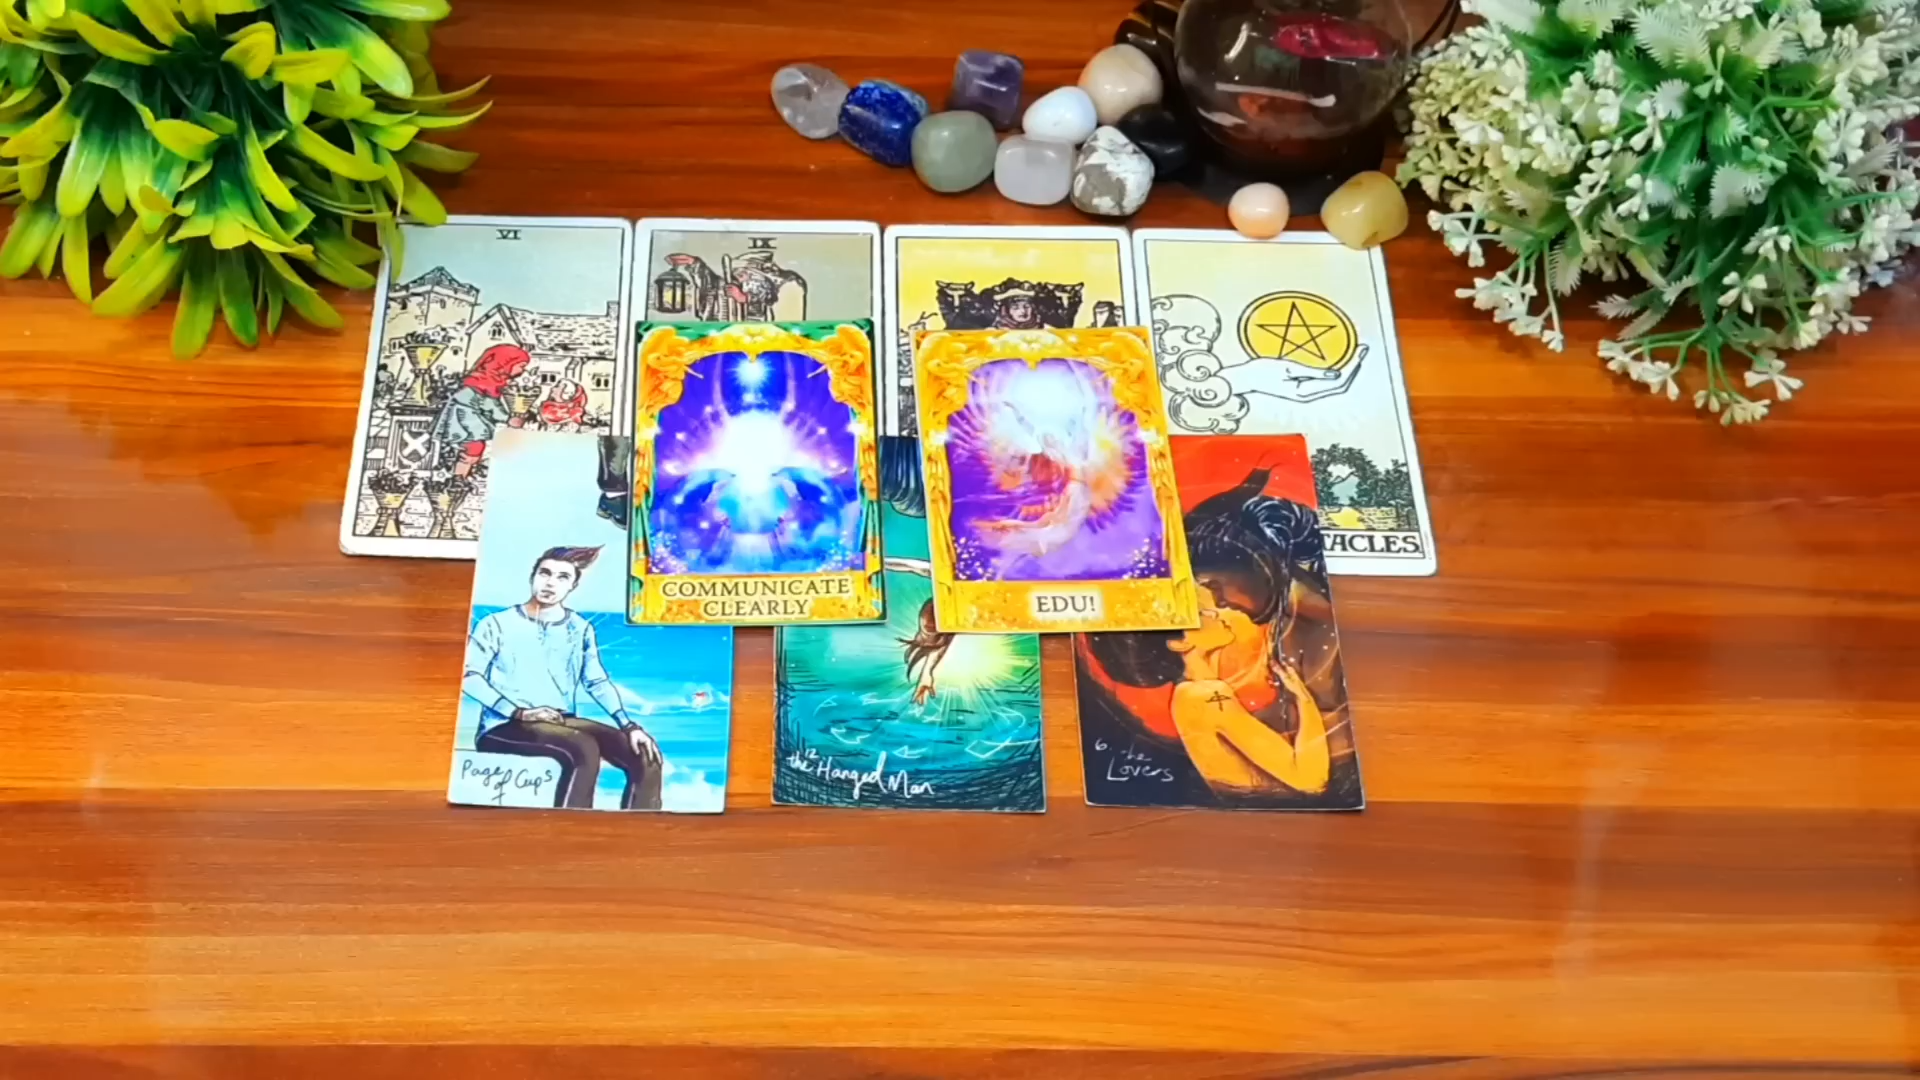 VI
IX
TACLES.
COMMUNICATE
CLEARLY
EDU!
Page
of Cups
12
the Hanged Man
6. the
Lovers